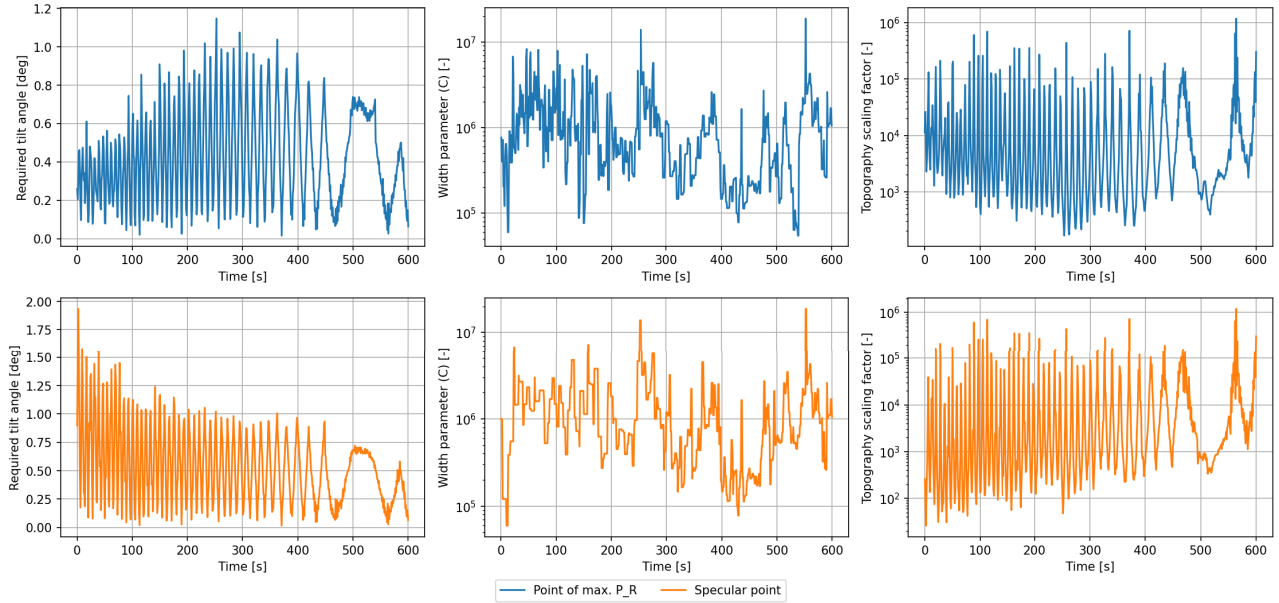 Required tilt angle [deg]
1.2
1.0
0.8
0.6
0.4
0.2
0.0
0 100 200 300 400 500 600
Time [s]
Width parameter (C) [-]
10^7
10^6
10^5
0 100 200 300 400 500 600
Time [s]
Topography scaling factor [-]
10^6
10^5
10^4
10^3
0 100 200 300 400 500 600
Time [s]
Required tilt angle [deg]
2.00
1.75
1.50
1.25
1.00
0.75
0.50
0.25
0.00
0 100 200 300 400 500 600
Time [s]
Width parameter (C) [-]
10^7
10^6
10^5
0 100 200 300 400 500 600
Time [s]
Topography scaling factor [-]
10^6
10^5
10^4
10^3
10^2
0 100 200 300 400 500 600
Time [s]
Point of max. P_R Specular point